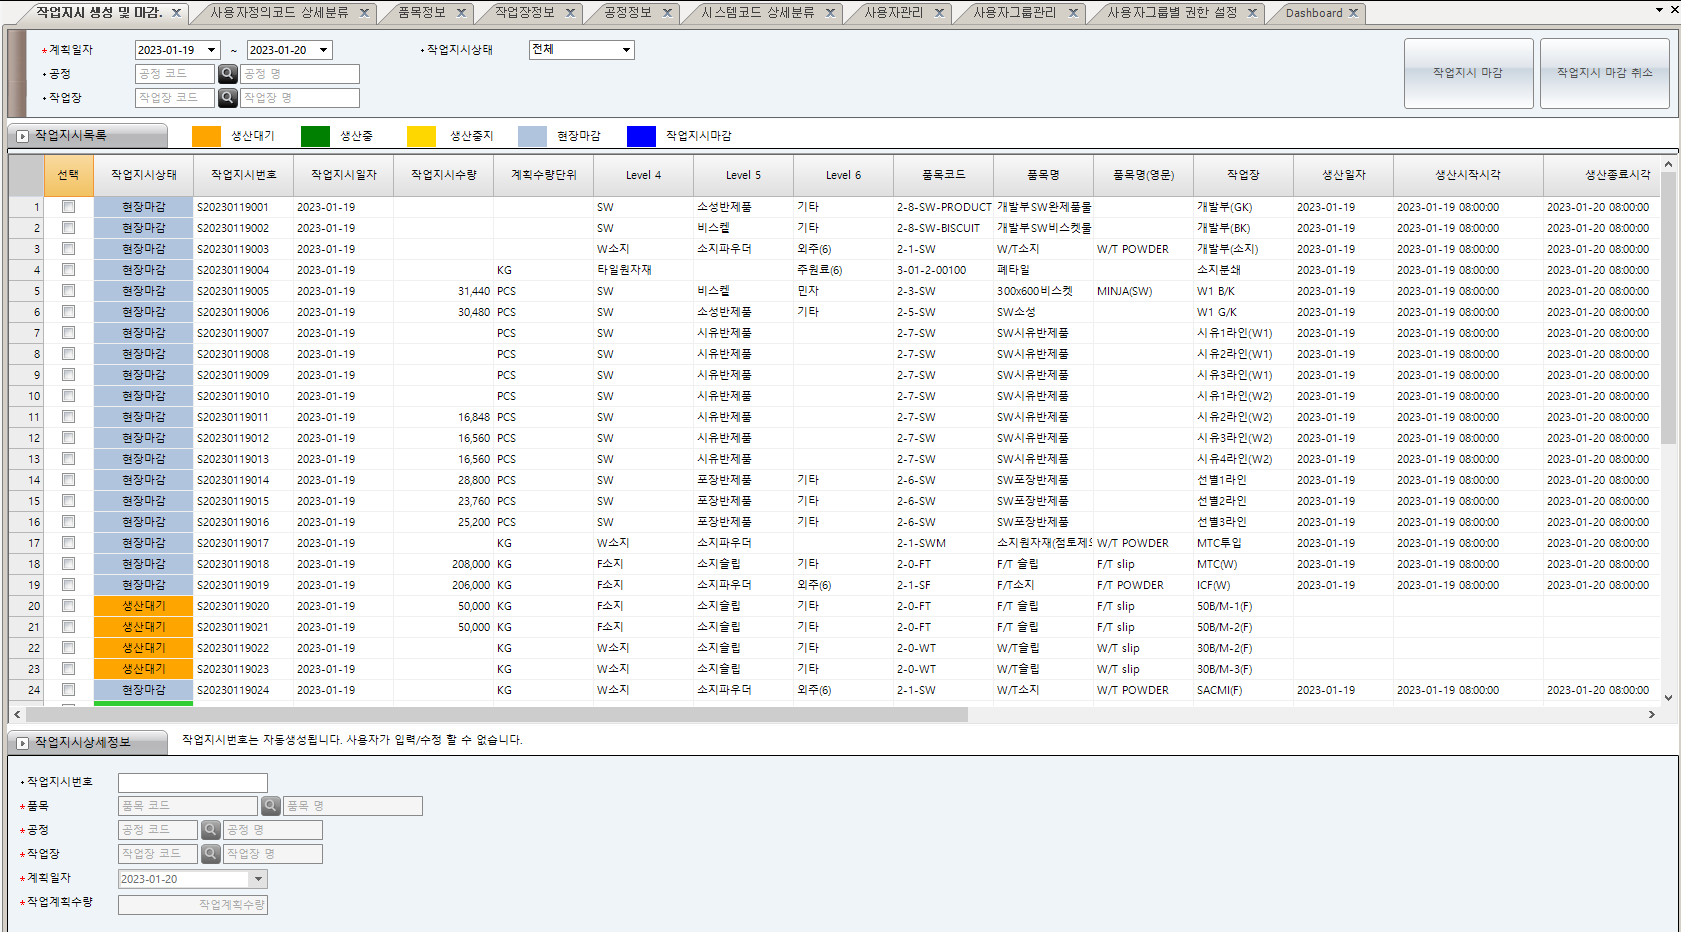 작업지시 생성 및 마감. 사용자정의코드 상세분류 품목정보 작업장정보 공정정보 시스템코드 상세분류 사용자관리 사용자그룹관리 사용자그룹별 권한 설정 Dashboard
*계획일자 2023-01-19 ~ 2023-01-20 •작업지시상태 전체
•공정 공정 코드 공정 명
•작업장 작업장 코드 작업장 명
작업지시 마감 작업지시 마감 취소
작업지시목록 생산대기 생산중 생산중지 현장마감 작업지시마감
선택 작업지시상태 작업지시번호 작업지시일자 작업지시수량 계획수량단위 Level 4 Level 5 Level 6 품목코드 품목명 품목명(영문) 작업장 생산일자 생산시작시각 생산종료시각
1 현장마감 S20230119001 2023-01-19 SW 소성반제품 기타 2-8-SW-PRODUCT 개발부SW완제품물 개발부(GK) 2023-01-19 2023-01-19 08:00:00 2023-01-20 08:00:00
2 현장마감 S20230119002 2023-01-19 SW 비스켙 기타 2-8-SW-BISCUIT 개발부SW비스켓물 개발부(BK) 2023-01-19 2023-01-19 08:00:00 2023-01-20 08:00:00
3 현장마감 S20230119003 2023-01-19 W소지 소지파우더 외주(6) 2-1-SW W/T소지 W/T POWDER 개발부(소지) 2023-01-19 2023-01-19 08:00:00 2023-01-20 08:00:00
4 현장마감 S20230119004 2023-01-19 KG 타일원자재 주원료(6) 3-01-2-00100 폐타일 소지분쇄 2023-01-19 2023-01-19 08:00:00 2023-01-20 08:00:00
5 현장마감 S20230119005 2023-01-19 31,440 PCS SW 비스켙 민자 2-3-SW 300x600비스켓 MINJA(SW) W1 B/K 2023-01-19 2023-01-19 08:00:00 2023-01-20 08:00:00
6 현장마감 S20230119006 2023-01-19 30,480 PCS SW 소성반제품 기타 2-5-SW SW소성 W1 G/K 2023-01-19 2023-01-19 08:00:00 2023-01-20 08:00:00
7 현장마감 S20230119007 2023-01-19 PCS SW 시유반제품 2-7-SW SW시유반제품 시유1라인(W1) 2023-01-19 2023-01-19 08:00:00 2023-01-20 08:00:00
8 현장마감 S20230119008 2023-01-19 PCS SW 시유반제품 2-7-SW SW시유반제품 시유2라인(W1) 2023-01-19 2023-01-19 08:00:00 2023-01-20 08:00:00
9 현장마감 S20230119009 2023-01-19 PCS SW 시유반제품 2-7-SW SW시유반제품 시유3라인(W1) 2023-01-19 2023-01-19 08:00:00 2023-01-20 08:00:00
10 현장마감 S20230119010 2023-01-19 PCS SW 시유반제품 2-7-SW SW시유반제품 시유1라인(W2) 2023-01-19 2023-01-19 08:00:00 2023-01-20 08:00:00
11 현장마감 S20230119011 2023-01-19 16,848 PCS SW 시유반제품 2-7-SW SW시유반제품 시유2라인(W2) 2023-01-19 2023-01-19 08:00:00 2023-01-20 08:00:00
12 현장마감 S20230119012 2023-01-19 16,560 PCS SW 시유반제품 2-7-SW SW시유반제품 시유3라인(W2) 2023-01-19 2023-01-19 08:00:00 2023-01-20 08:00:00
13 현장마감 S20230119013 2023-01-19 16,560 PCS SW 시유반제품 2-7-SW SW시유반제품 시유4라인(W2) 2023-01-19 2023-01-19 08:00:00 2023-01-20 08:00:00
14 현장마감 S20230119014 2023-01-19 28,800 PCS SW 포장반제품 기타 2-6-SW SW포장반제품 선별1라인 2023-01-19 2023-01-19 08:00:00 2023-01-20 08:00:00
15 현장마감 S20230119015 2023-01-19 23,760 PCS SW 포장반제품 기타 2-6-SW SW포장반제품 선별2라인 2023-01-19 2023-01-19 08:00:00 2023-01-20 08:00:00
16 현장마감 S20230119016 2023-01-19 25,200 PCS SW 포장반제품 기타 2-6-SW SW포장반제품 선별3라인 2023-01-19 2023-01-19 08:00:00 2023-01-20 08:00:00
17 현장마감 S20230119017 2023-01-19 KG W소지 소지파우더 2-1-SWM 소지원자재(점토제외 W/T POWDER MTC투입 2023-01-19 2023-01-19 08:00:00 2023-01-20 08:00:00
18 현장마감 S20230119018 2023-01-19 208,000 KG F소지 소지슬립 기타 2-0-FT F/T 슬립 F/T slip MTC(W) 2023-01-19 2023-01-19 08:00:00 2023-01-20 08:00:00
19 현장마감 S20230119019 2023-01-19 206,000 KG F소지 소지파우더 외주(6) 2-1-SF F/T소지 F/T POWDER ICF(W) 2023-01-19 2023-01-19 08:00:00 2023-01-20 08:00:00
20 생산대기 S20230119020 2023-01-19 50,000 KG F소지 소지슬립 기타 2-0-FT F/T 슬립 F/T slip 50B/M-1(F)
21 생산대기 S20230119021 2023-01-19 50,000 KG F소지 소지슬립 기타 2-0-FT F/T 슬립 F/T slip 50B/M-2(F)
22 생산대기 S20230119022 2023-01-19 KG W소지 소지슬립 기타 2-0-WT W/T슬립 W/T slip 30B/M-2(F)
23 생산대기 S20230119023 2023-01-19 KG W소지 소지슬립 기타 2-0-WT W/T슬립 W/T slip 30B/M-3(F)
24 현장마감 S20230119024 2023-01-19 KG W소지 소지파우더 외주(6) 2-1-SW W/T소지 W/T POWDER SACMI(F) 2023-01-19 2023-01-19 08:00:00 2023-01-20 08:00:00
작업지시상세정보 작업지시번호는 자동생성됩니다. 사용자가 입력/수정 할 수 없습니다.
•작업지시번호
*품목 품목 코드 품목 명
*공정 공정 코드 공정 명
*작업장 작업장 코드 작업장 명
*계획일자 2023-01-20
*작업계획수량 작업계획수량